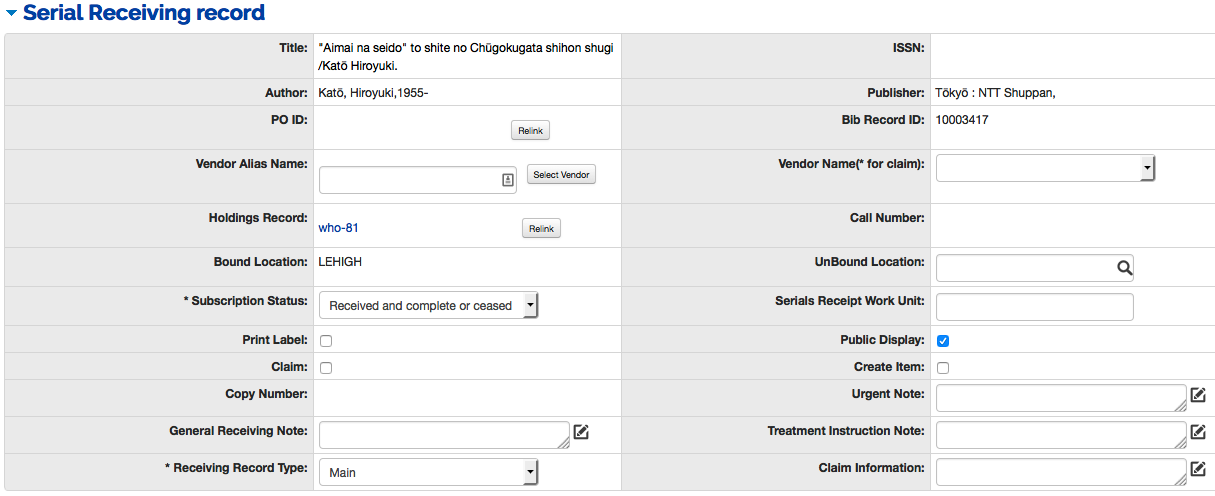 Serial Receiving record
Title: "Aimai na seido" to shite no Chūgokugata shihon shugi
/Katō Hiroyuki.
ISSN:
Author: Katō, Hiroyuki,1955-
Publisher: Tōkyō : NTT Shuppan,
PO ID: Relink
Bib Record ID: 10003417
Vendor Alias Name: Select Vendor
Vendor Name(* for claim):
Holdings Record: who-81 Relink
Call Number:
Bound Location: LEHIGH
UnBound Location:
* Subscription Status: Received and complete or ceased
Serials Receipt Work Unit:
Print Label:
Public Display:
Claim:
Create Item:
Copy Number:
Urgent Note:
General Receiving Note:
Treatment Instruction Note:
* Receiving Record Type: Main
Claim Information: